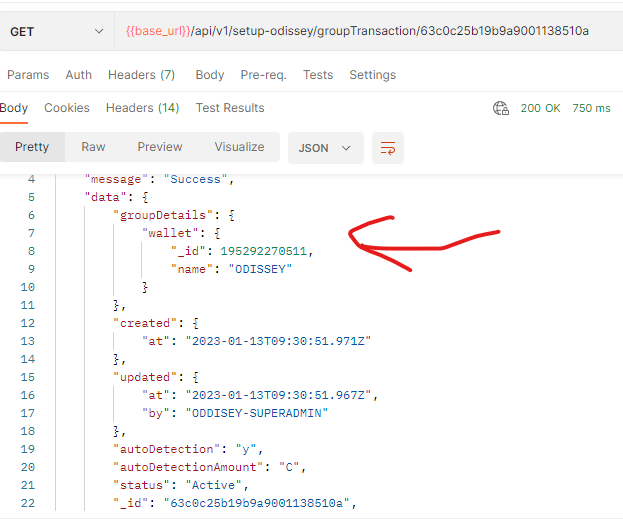 GET {{base_url}}/api/v1/setup-odissey/groupTransaction/63c0c25b19b9a9001138510a
Params Auth Headers (7) Body Pre-req. Tests Settings
Body Cookies Headers (14) Test Results 200 OK 750 ms
Pretty Raw Preview Visualize JSON
4 "message": "Success",
5 "data": {
6 "groupDetails": {
7 "wallet": {
8 "_id": 195292270511,
9 "name": "ODISSEY"
10 }
11 },
12 "created": {
13 "at": "2023-01-13T09:30:51.971Z"
14 },
15 "updated": {
16 "at": "2023-01-13T09:30:51.967Z",
17 "by": "ODDISEY-SUPERADMIN"
18 },
19 "autoDetection": "y",
20 "autoDetectionAmount": "C",
21 "status": "Active",
22 "_id": "63c0c25b19b9a9001138510a",